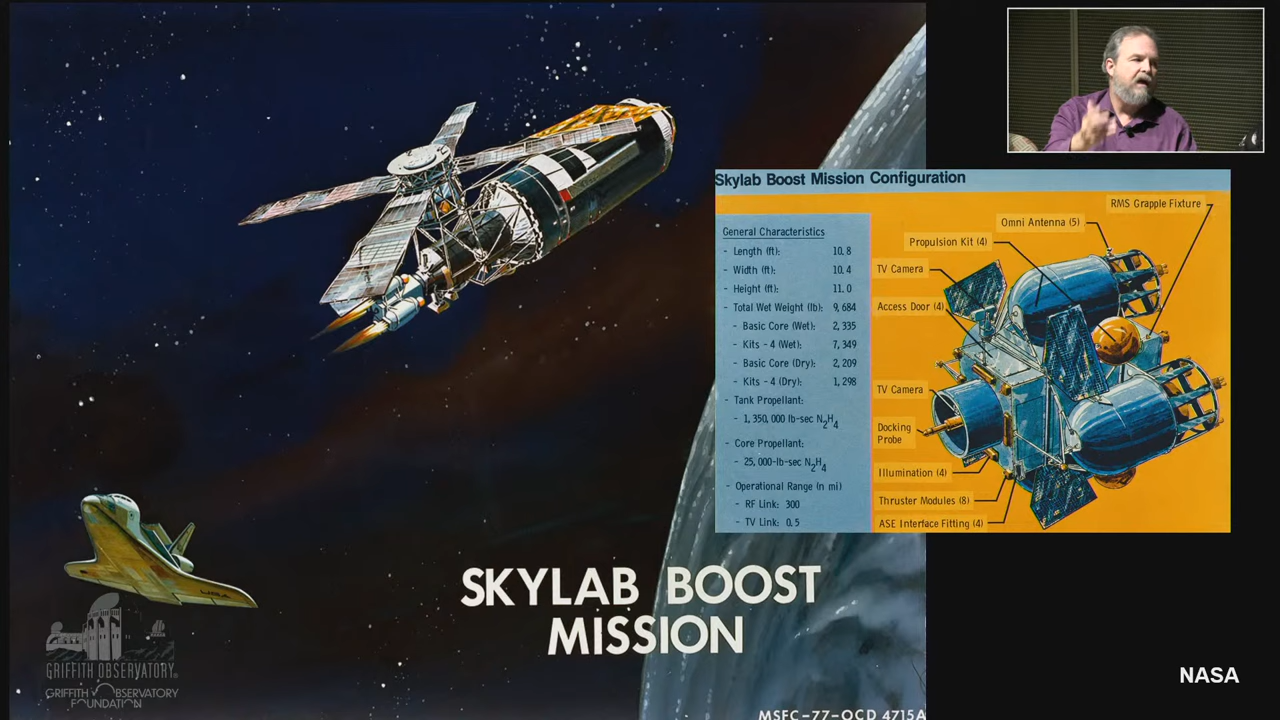 Skylab Boost Mission Configuration
General Characteristics
- Length (ft): 10.8
- Width (ft): 10.4
- Height (ft): 11.0
- Total Wet Weight (lb): 9,684
- Basic Core (Wet): 2,335
- Kits - 4 (Wet): 7,349
- Basic Core (Dry): 2,209
- Kits - 4 (Dry): 1,298
- Tank Propellant:
- 1,350,000 lb-sec N2H4
- Core Propellant:
- 25,000-lb-sec N2H4
- Operational Range (n mi)
- RF Link: 300
- TV Link: 0.5
RMS Grapple Fixture
Omni Antenna (5)
Propulsion Kit (4)
TV Camera
Access Door (4)
TV Camera
Docking
Probe
Illumination (4)
Thruster Modules (8)
ASE Interface Fitting (4)
SKYLAB BOOST
MISSION
GRIFFITH OBSERVATORY
GRIFFITH OBSERVATORY
FOUNDATION
NASA
MSFC-77-OCD 4715A